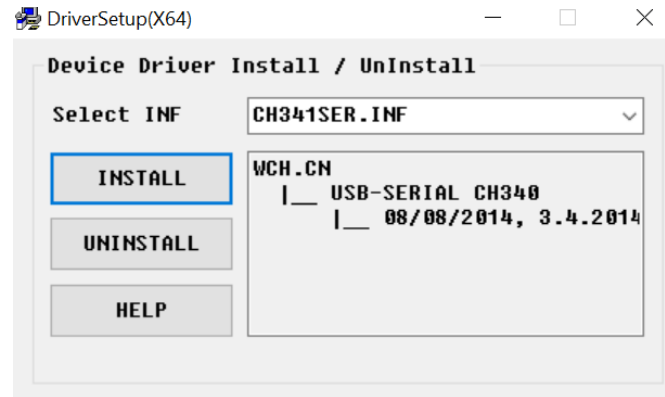 DriverSetup(X64)
Device Driver Install / UnInstall
Select INF
CH341SER.INF
INSTALL
UNINSTALL
HELP
WCH.CN
|__ USB-SERIAL CH340
|__ 08/08/2014, 3.4.2014